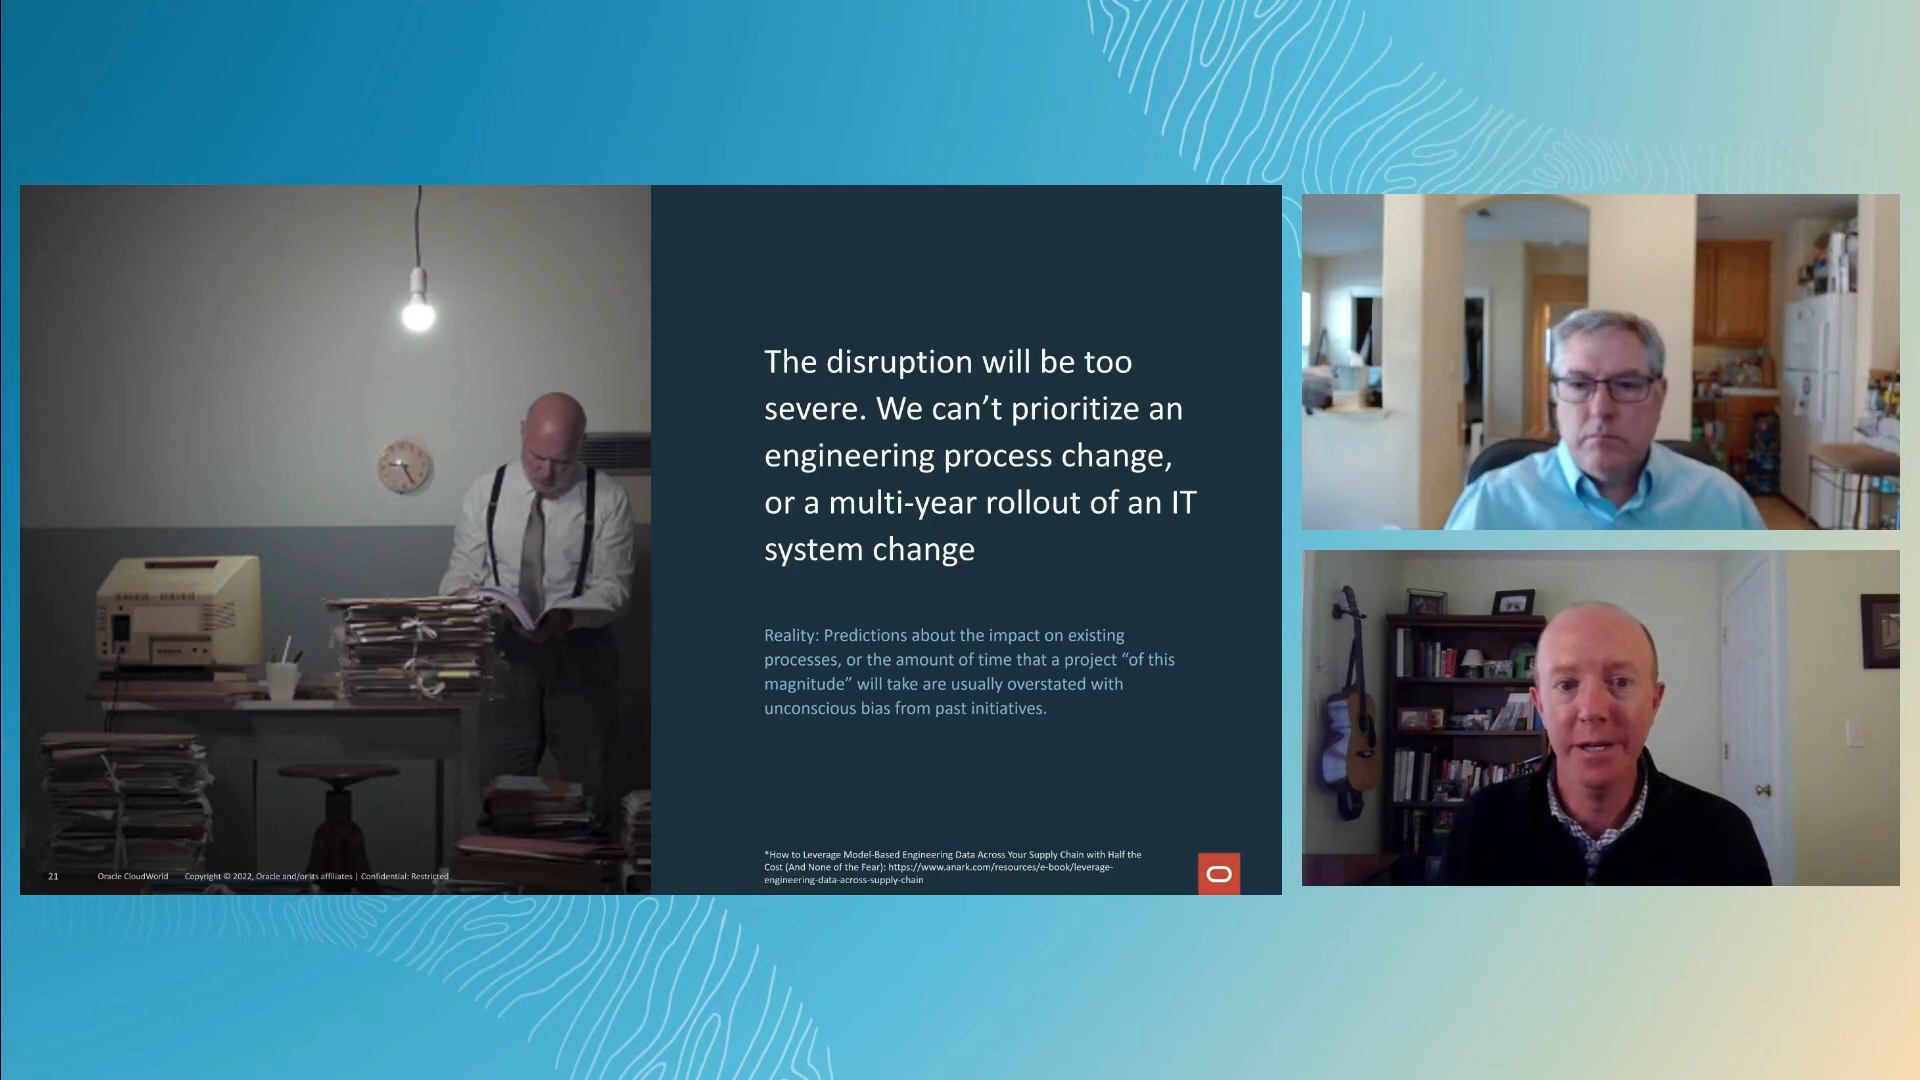 The disruption will be too
severe. We can’t prioritize an
engineering process change,
or a multi-year rollout of an IT
system change
Reality: Predictions about the impact on existing
processes, or the amount of time that a project “of this
magnitude” will take are usually overstated with
unconscious bias from past initiatives.
*How to Leverage Model-Based Engineering Data Across Your Supply Chain with Half the
Cost (And None of the Fear): https://www.anark.com/resources/e-book/leverage-
engineering-data-across-supply-chain
21 Oracle CloudWorld Copyright © 2022, Oracle and/or its affiliates | Confidential: Restricted